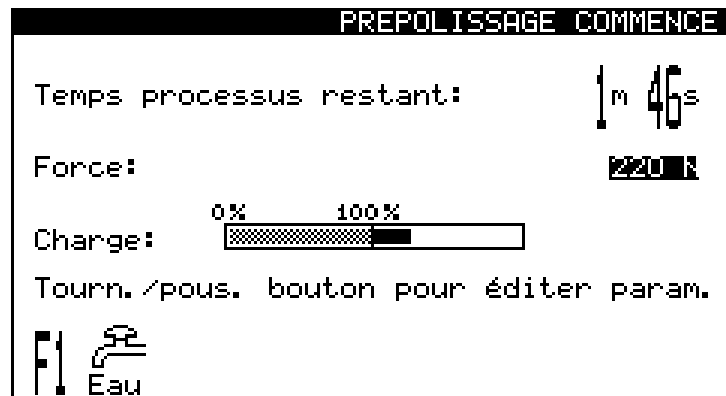 PREPOLISSAGE COMMENCE
Temps processus restant: 1m 46s
Force: 220 N
0% 100%
Charge:
Tourn./pous. bouton pour éditer param.
F1 Eau